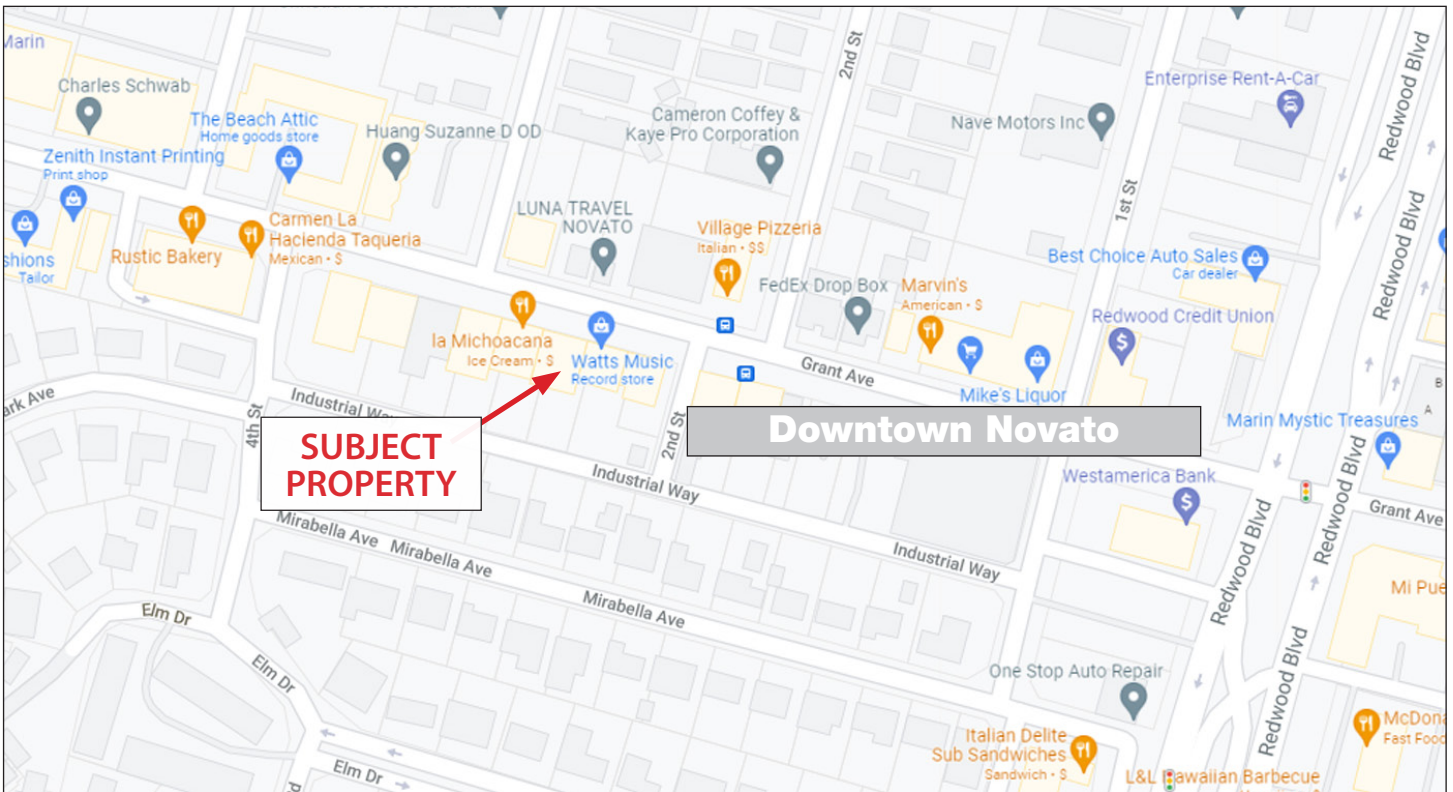 Marin
Charles Schwab
The Beach Attic
Home goods store
Zenith Instant Printing
Print shop
Huang Suzanne D OD
Cameron Coffey &
Kaye Pro Corporation
2nd St
Nave Motors Inc
Enterprise Rent-A-Car
Redwood Blvd
Redwood Blvd
1st St
LUNA TRAVEL
NOVATO
Village Pizzeria
Italian • $$
Carmen La
Hacienda Taqueria
Mexican • $
Rustic Bakery
shions
Tailor
FedEx Drop Box
Marvin's
American • $
Best Choice Auto Sales
Car dealer
Redwood Blvd
Redwood Credit Union
la Michoacana
Ice Cream • $
Watts Music
Record store
Grant Ave
Mike's Liquor
B
A
ark Ave
Industrial Way
4th St
2nd St
Downtown Novato
Marin Mystic Treasures
SUBJECT
PROPERTY
Industrial Way
Westamerica Bank
Redwood Blvd
Grant Ave
Mirabella Ave
Mirabella Ave
Industrial Way
Redwood Blvd
Mi Pue
Mirabella Ave
Elm Dr
Elm Dr
One Stop Auto Repair
Redwood Blvd
Italian Delite
Sub Sandwiches
Sandwich • $
McDona
Fast Food
Elm Dr
L&L Hawaiian Barbecue